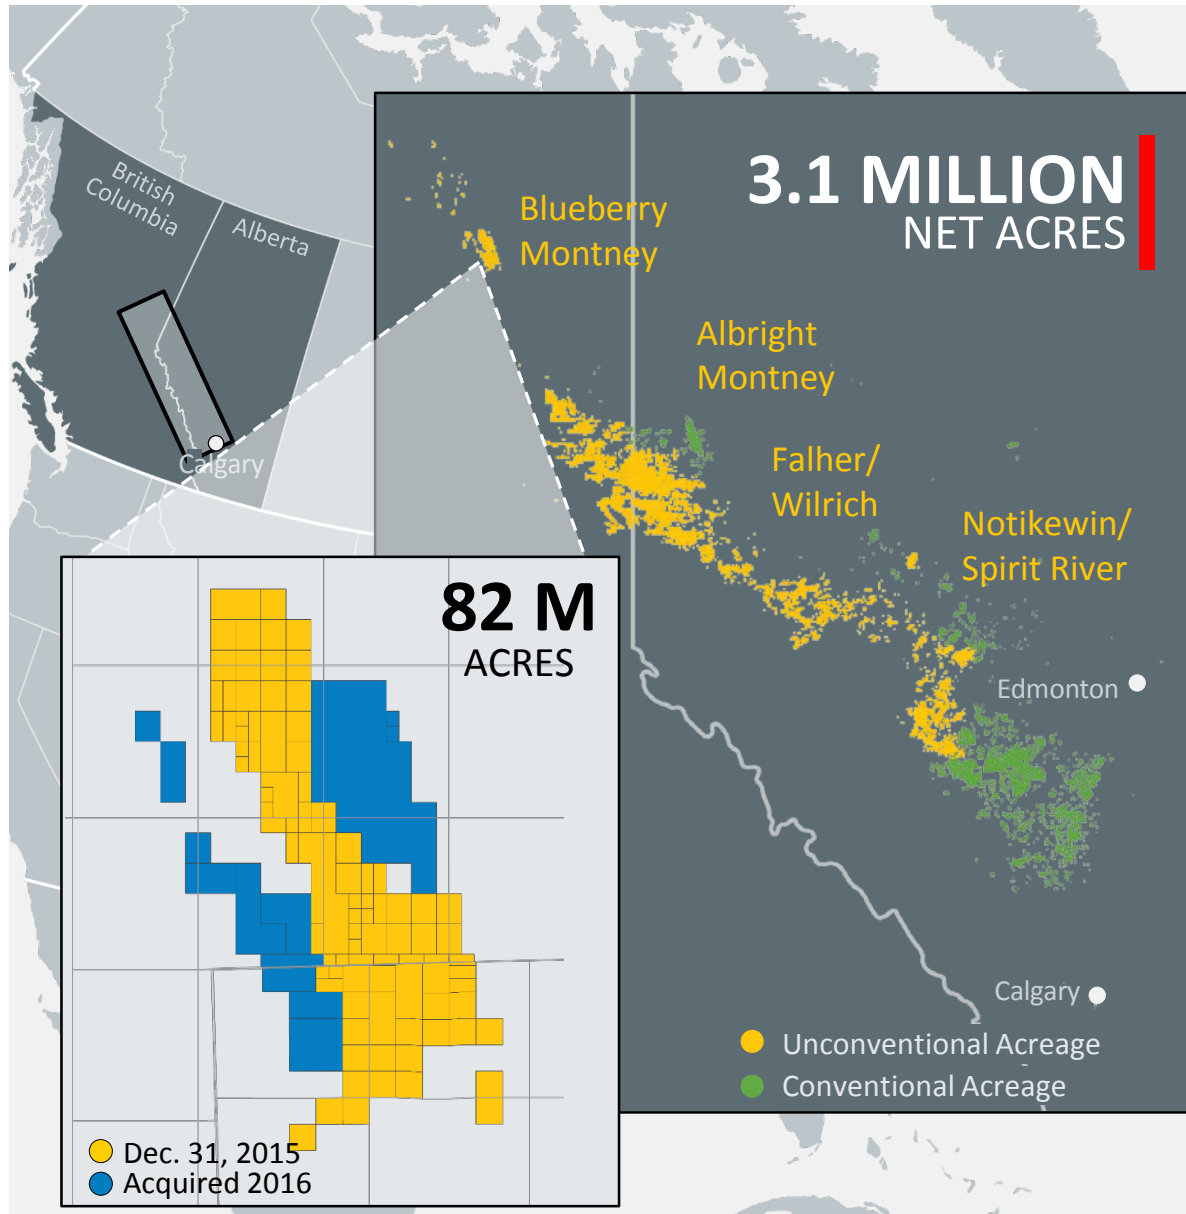 British
Columbia
Alberta
Calgary
3.1 MILLION
NET ACRES
Blueberry
Montney
Albright
Montney
Falher/
Wilrich
Notikewin/
Spirit River
Edmonton
Calgary
Unconventional Acreage
Conventional Acreage
82 M
ACRES
Dec. 31, 2015
Acquired 2016